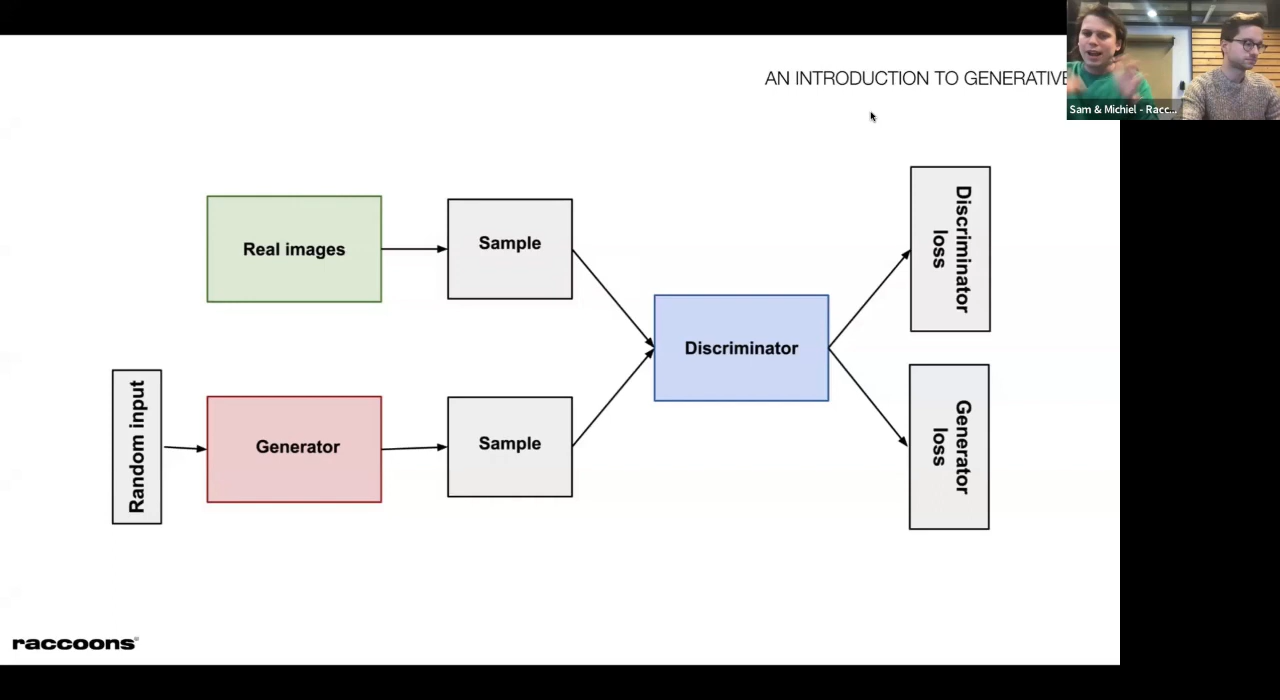 AN INTRODUCTION TO GENERATIVE
Sam & Michiel - Racc...
Real images
Sample
Discriminator
loss
Discriminator
Random input
Generator
Sample
Generator
loss
raccoons